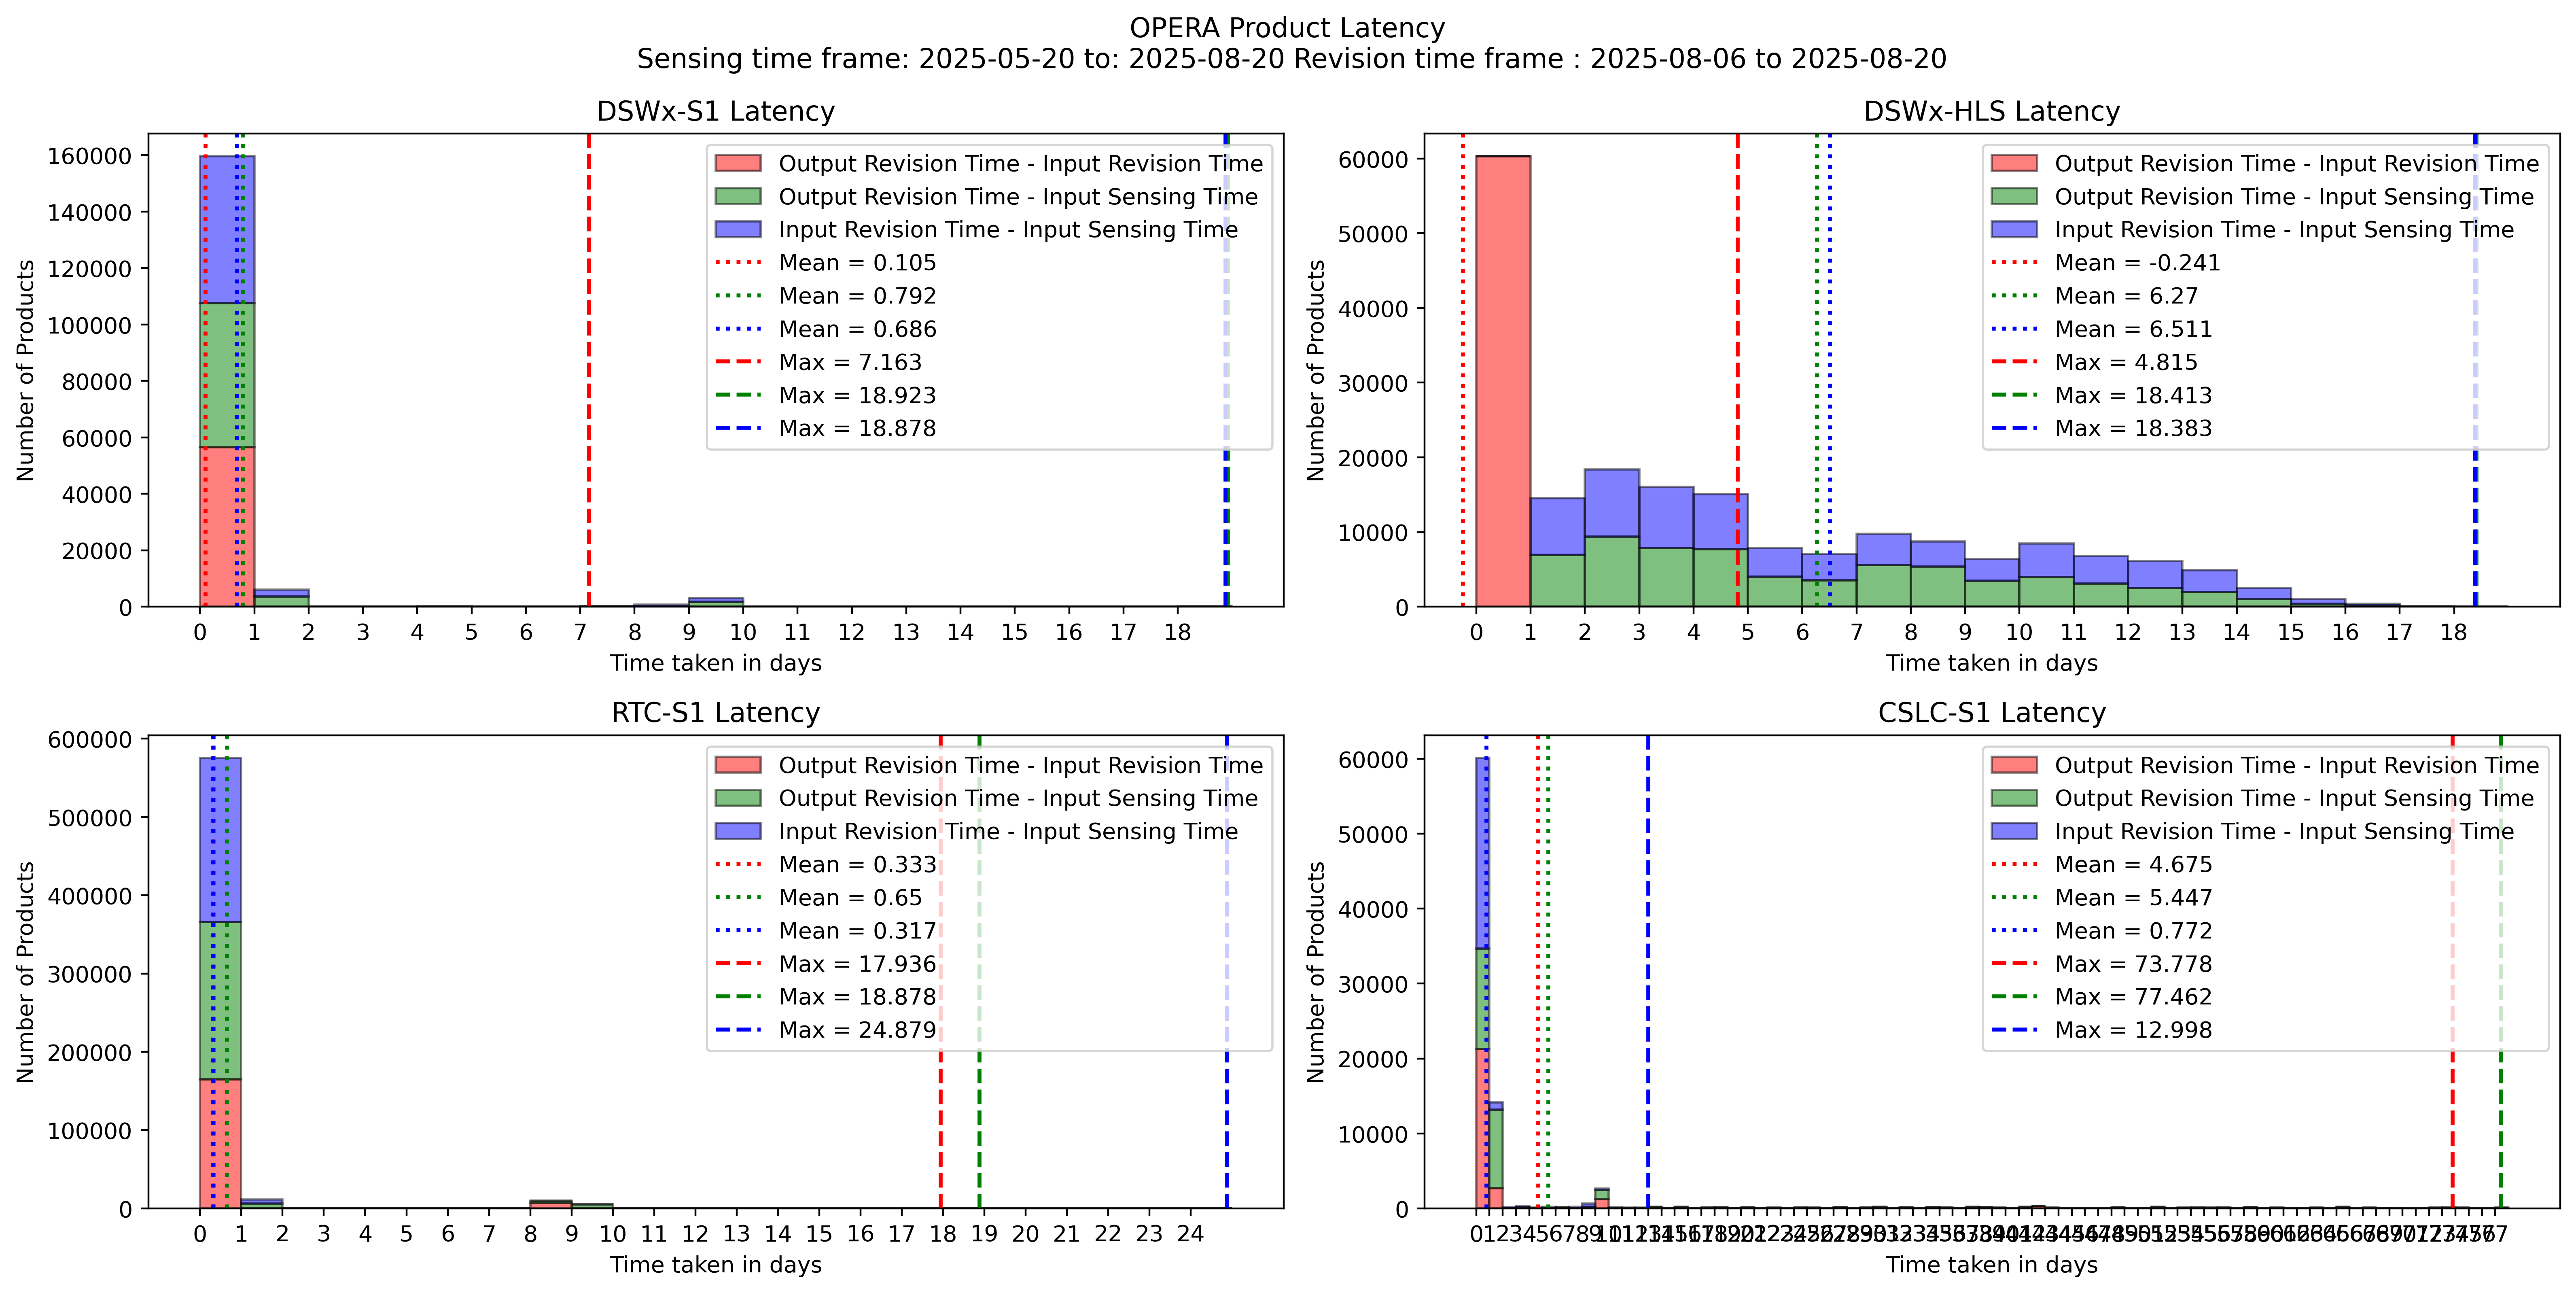 OPERA Product Latency
Sensing time frame: 2025-05-20 to: 2025-08-20 Revision time frame : 2025-08-06 to 2025-08-20
DSWx-S1 Latency
Number of Products
160000
140000
120000
100000
80000
60000
40000
20000
0
Output Revision Time - Input Revision Time
Output Revision Time - Input Sensing Time
Input Revision Time - Input Sensing Time
Mean = 0.105
Mean = 0.792
Mean = 0.686
Max = 7.163
Max = 18.923
Max = 18.878
0 1 2 3 4 5 6 7 8 9 10 11 12 13 14 15 16 17 18
Time taken in days
DSWx-HLS Latency
Number of Products
60000
50000
40000
30000
20000
10000
0
Output Revision Time - Input Revision Time
Output Revision Time - Input Sensing Time
Input Revision Time - Input Sensing Time
Mean = -0.241
Mean = 6.27
Mean = 6.511
Max = 4.815
Max = 18.413
Max = 18.383
0 1 2 3 4 5 6 7 8 9 10 11 12 13 14 15 16 17 18
Time taken in days
RTC-S1 Latency
Number of Products
600000
500000
400000
300000
200000
100000
0
Output Revision Time - Input Revision Time
Output Revision Time - Input Sensing Time
Input Revision Time - Input Sensing Time
Mean = 0.333
Mean = 0.65
Mean = 0.317
Max = 17.936
Max = 18.878
Max = 24.879
0 1 2 3 4 5 6 7 8 9 10 11 12 13 14 15 16 17 18 19 20 21 22 23 24
Time taken in days
CSLC-S1 Latency
Number of Products
60000
50000
40000
30000
20000
10000
0
Output Revision Time - Input Revision Time
Output Revision Time - Input Sensing Time
Input Revision Time - Input Sensing Time
Mean = 4.675
Mean = 5.447
Mean = 0.772
Max = 73.778
Max = 77.462
Max = 12.998
0 1 2 3 4 5 6 7 8 9
Time taken in days